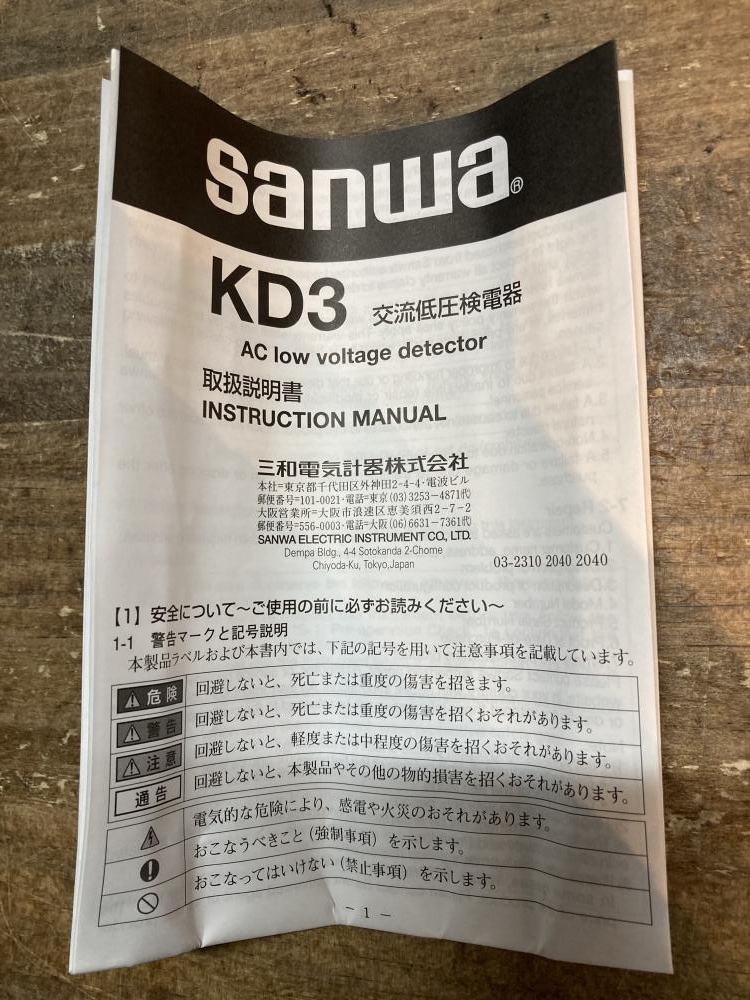 sanwa®
KD3 交流低圧検電器
AC low voltage detector
取扱説明書
INSTRUCTION MANUAL
三和電気計器株式会社
本社=東京都千代田区外神田2-4-4・電波ビル
郵便番号=101-0021・電話=東京(03)3253-4871㈹
大阪営業所=大阪市浪速区恵美須西2-7-2
郵便番号=556-0003・電話=大阪(06)6631-7361㈹
SANWA ELECTRIC INSTRUMENT CO., LTD.
Dempa Bldg., 4-4 Sotokanda 2-Chome
Chiyoda-Ku, Tokyo, Japan
03-2310 2040 2040
【1】安全について～ご使用の前に必ずお読みください～
1-1 警告マークと記号説明
本製品ラベルおよび本書内では、下記の記号を用いて注意事項を記載しています。
危険 回避しないと、死亡または重度の傷害を招きます。
警告 回避しないと、死亡または重度の傷害を招くおそれがあります。
注意 回避しないと、軽度または中程度の傷害を招くおそれがあります。
通告 回避しないと、本製品やその他の物的損害を招くおそれがあります。
電気的な危険により、感電や火災のおそれがあります。
おこなうべきこと(強制事項)を示します。
おこなってはいけない(禁止事項)を示します。
- 1 -